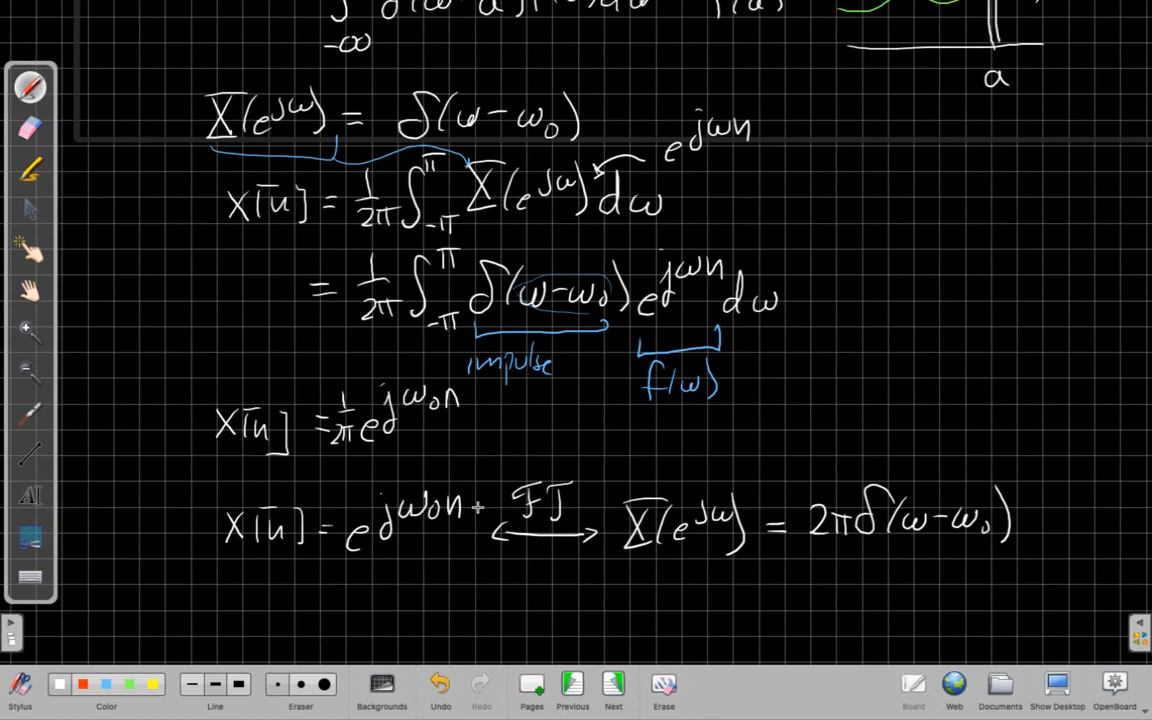 -∞
a
X(e^{jω}) = δ(ω-ω₀)
e^{jωn}
x[n] = 1/2π ∫_{-π}^{π} X(e^{jω}) dω
= 1/2π ∫_{-π}^{π} δ(ω-ω₀) e^{jωn} dω
impulse f(ω)
x[n] = 1/2π e^{jω₀n}
x[n] = e^{jω₀n} ⟷ FT X(e^{jω}) = 2πδ(ω-ω₀)
Stylus Color Line Eraser Backgrounds Undo Redo Pages Previous Next Erase Board Web Documents Show Desktop OpenBoard